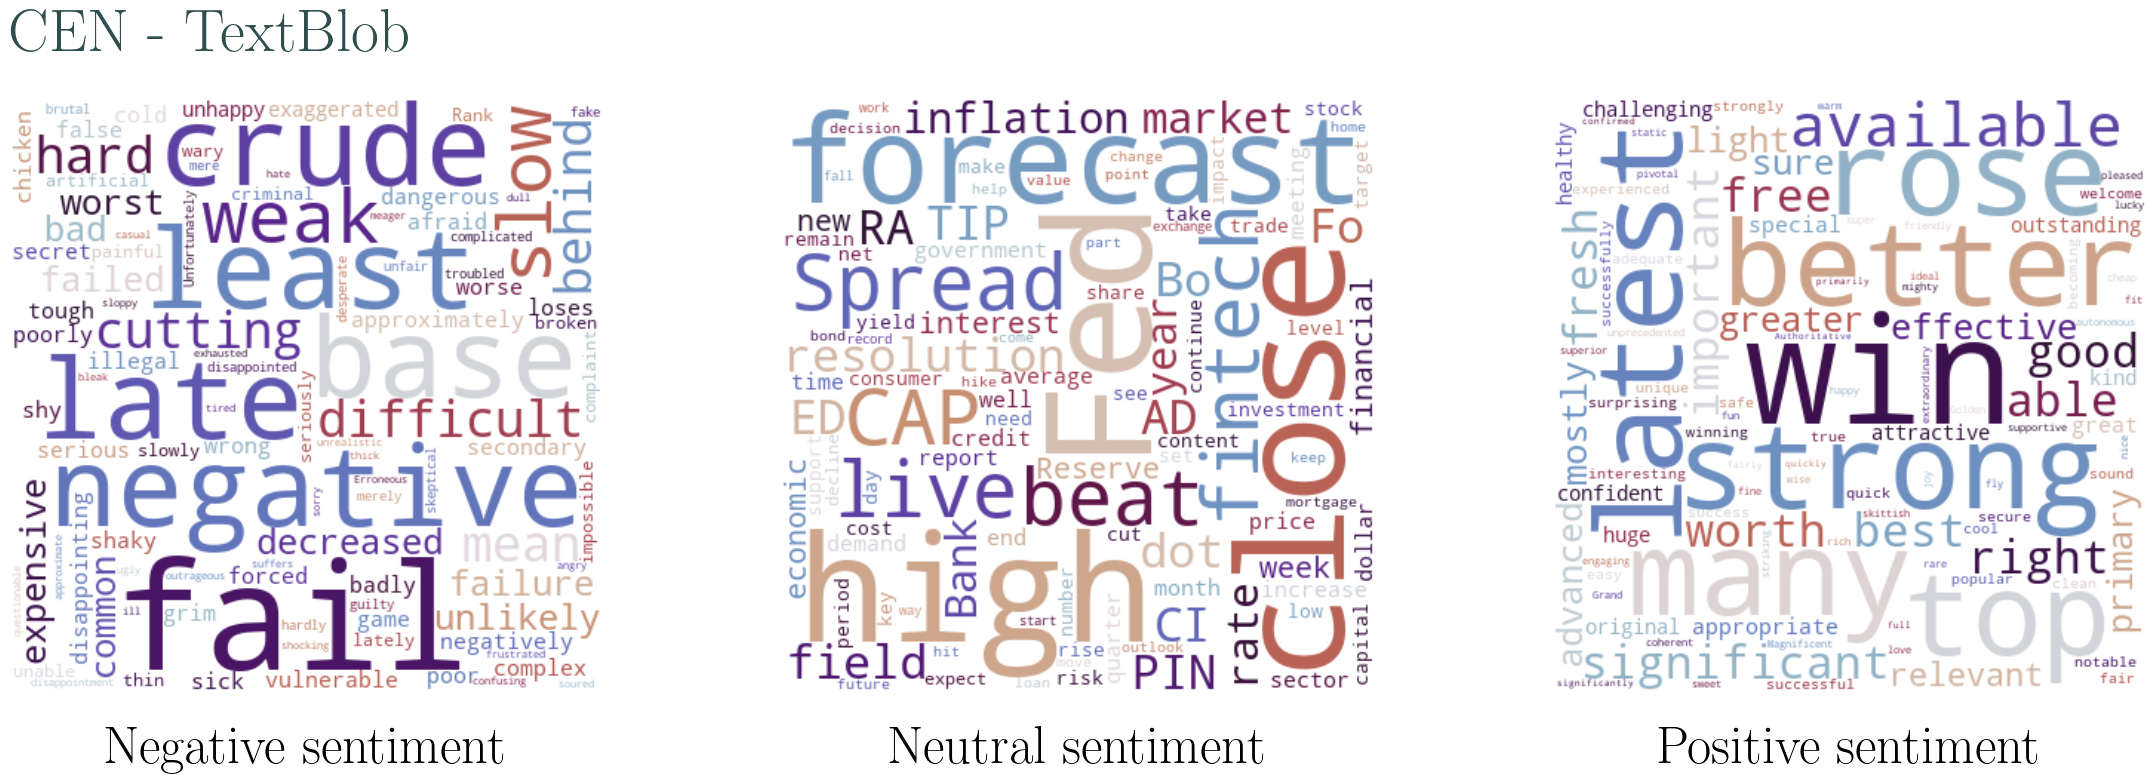 CEN - TextBlob
brutal
cold
unhappy
exaggerated
Rank
fake
chicken
false
crude
slow
behind
hard
wary
mere
hate
artificial
criminal
dangerous
dull
worst
weak
meager
afraid
bad
casual
Unfortunately
least
complicated
secret
painful
unfair
troubled
failed
desperate
worse
sloppy
tough
loses
poorly
cutting
approximately
broken
base
illegal
exhausted
disappointed
complaint
late
bleak
tired
shy
seriously
difficult
serious
slowly
wrong
unrealistic
thick
secondary
negative
Erroneous
merely
skeptical
sorry
impossible
expensive
disappointing
shaky
decreased
mean
approximate
ugly
outrageous
suffers
forced
angry
questionable
common
fail
badly
failure
ill
grim
guilty
game
unlikely
hardly
shocking
lately
negatively
frustrated
unable
disappointment
thin
sick
vulnerable
poor
confusing
complex
soured
Negative sentiment
work
decision
inflation
market
stock
home
forecast
fall
make
help
change
point
value
impact
meeting
target
new
RA
TIP
Fed
take
exchange
trade
Fo
remain
net
government
part
fintech
close
Spread
share
Bo
year
continue
financial
bond
record
yield
interest
come
level
resolution
time
consumer
hike
average
see
ED
CAP
well
need
credit
AD
investment
content
economic
support
decline
report
Reserve
set
keep
day
live
beat
mortgage
high
cost
demand
Bank
end
cut
dot
price
dollar
week
period
key
way
start
number
month
increase
CI
low
rate
capital
field
hit
rise
move
quarter
outlook
PIN
future
expect
loan
risk
sector
Neutral sentiment
challenging
strongly
warm
confirmed
static
light
available
healthy
latest
sure
rose
pivotal
experienced
important
free
pleased
welcome
lucky
fresh
successfully
special
super
friendly
outstanding
adequate
better
becoming
primarily
ideal
mighty
cheap
fit
unprecedented
greater
effective
autonomous
superior
Authoritative
win
good
mostly
unique
happy
extraordinary
kind
surprising
safe
fun
Golden
able
winning
true
attractive
supportive
great
nice
interesting
fairly
quickly
wise
strong
joy
fly
sound
confident
fine
quick
advanced
success
skittish
secure
huge
worth
rich
best
cool
primary
engaging
easy
many
striking
rare
right
Grand
popular
clean
top
original
appropriate
full
coherent
Magnificent
love
significant
relevant
notable
fair
significantly
sweet
successful
Positive sentiment